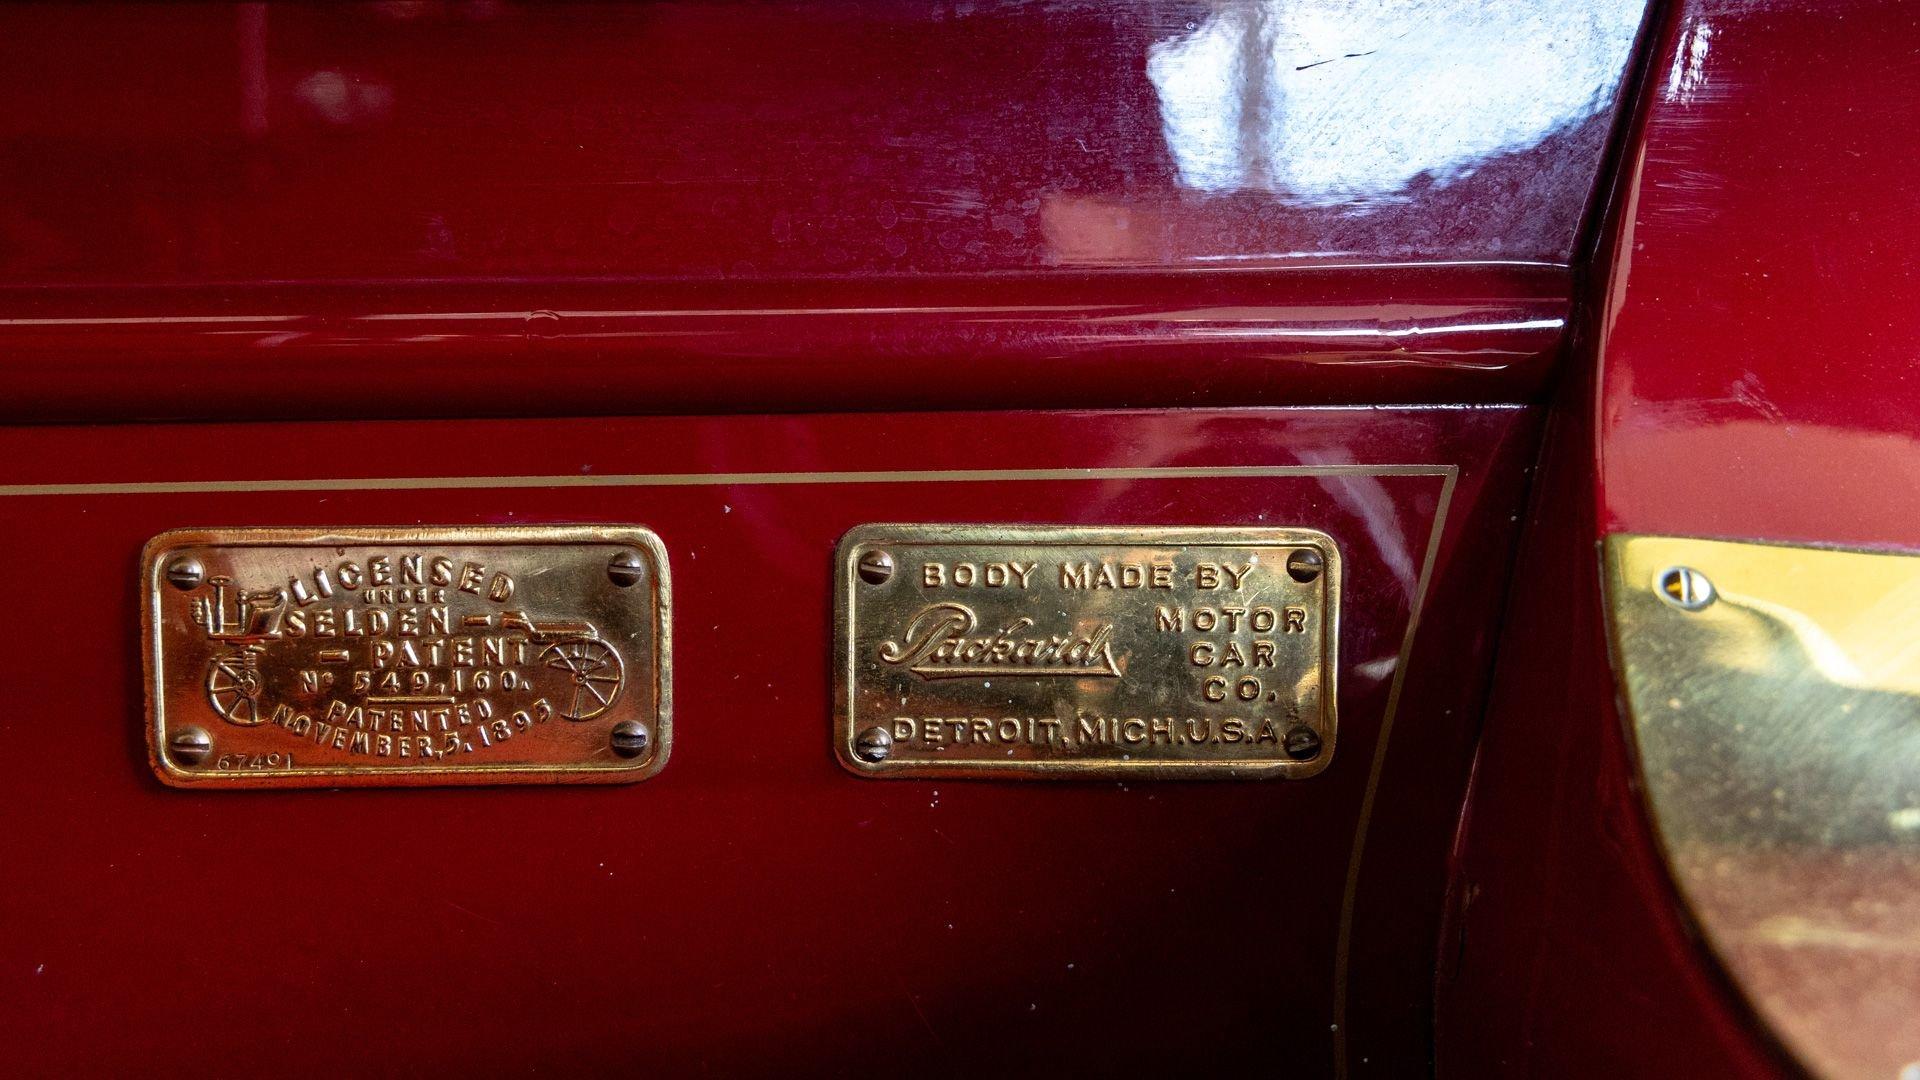 LICENSED
UNDER
SELDEN -
- PATENT
No 549,160.
PATENTED
NOVEMBER,5.1895
67401
BODY MADE BY
Packard MOTOR
CAR
CO.
DETROIT, MICH.U.S.A.